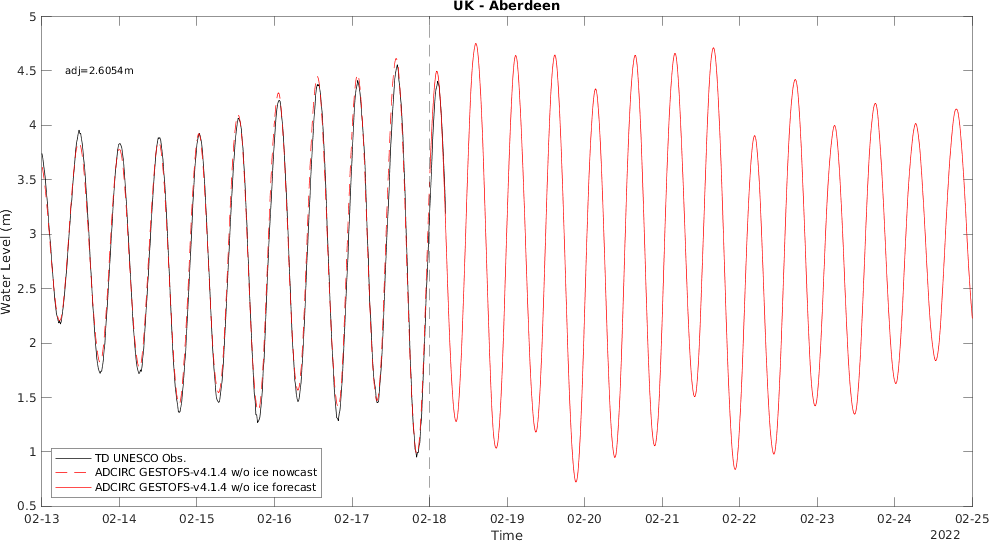 UK - Aberdeen
5
4.5
4
3.5
3
2.5
2
1.5
1
0.5
Water Level (m)
adj=2.6054m
TD UNESCO Obs.
ADCIRC GESTOFS-v4.1.4 w/o ice nowcast
ADCIRC GESTOFS-v4.1.4 w/o ice forecast
02-13 02-14 02-15 02-16 02-17 02-18 02-19 02-20 02-21 02-22 02-23 02-24 02-25
Time
2022